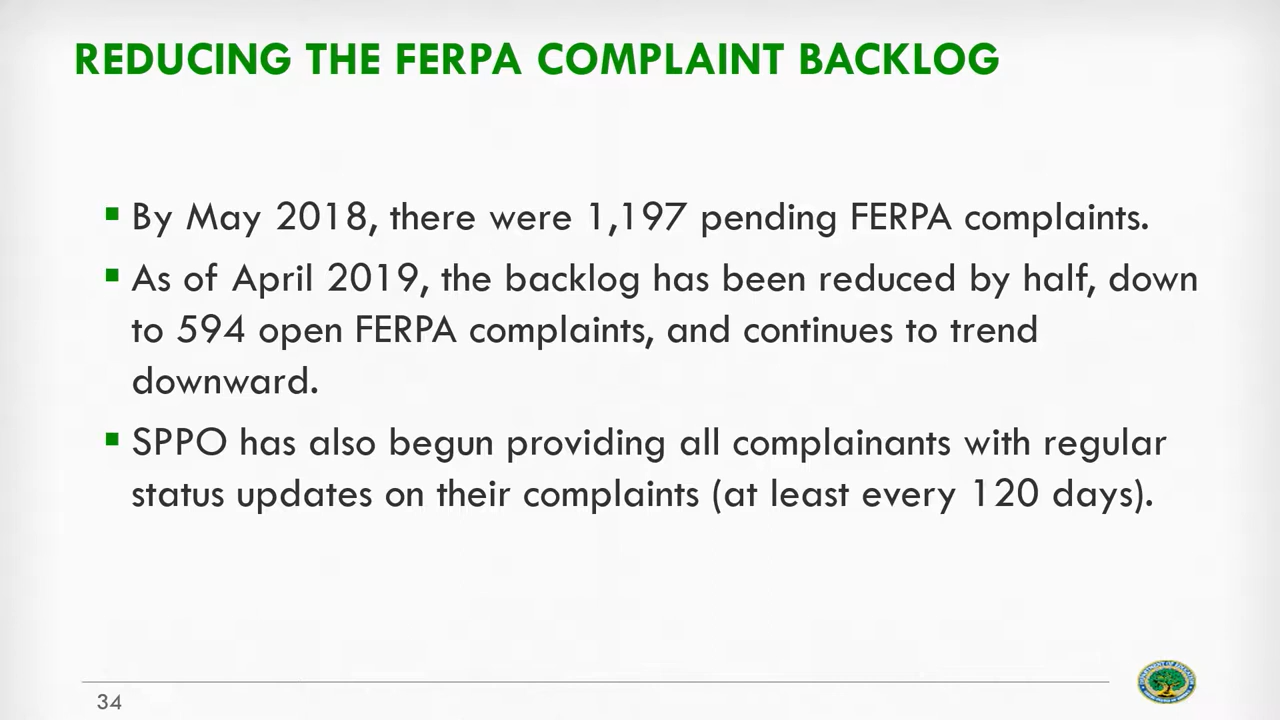 REDUCING THE FERPA COMPLAINT BACKLOG
▪ By May 2018, there were 1,197 pending FERPA complaints.
▪ As of April 2019, the backlog has been reduced by half, down
to 594 open FERPA complaints, and continues to trend
downward.
▪ SPPO has also begun providing all complainants with regular
status updates on their complaints (at least every 120 days).
34